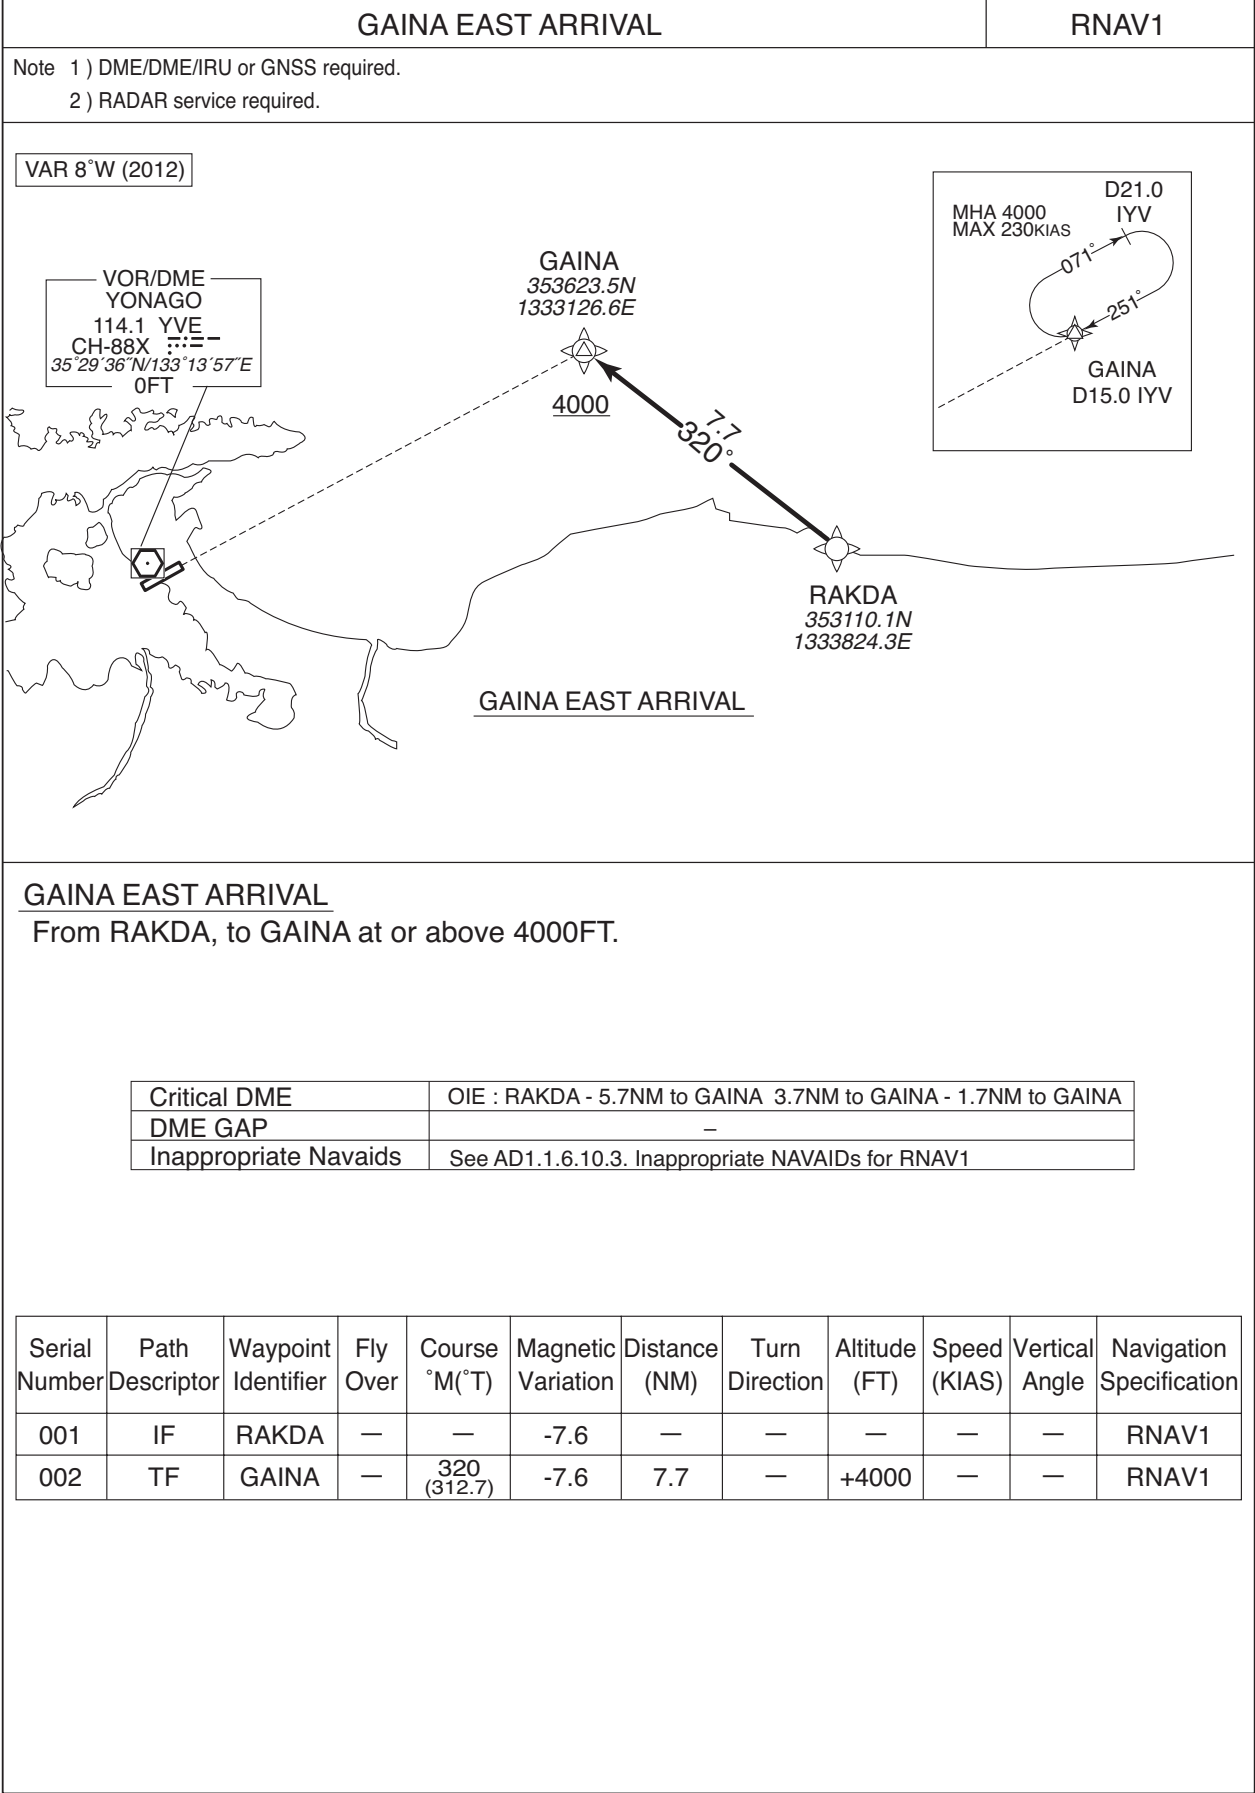 GAINA EAST ARRIVAL
RNAV1
Note 1 ) DME/DME/IRU or GNSS required.
2 ) RADAR service required.
VAR 8˚W (2012)
VOR/DME
YONAGO
114.1 YVE
CH-88X
35˚29´36˝N/133˚13´57˝E
0FT
GAINA
353623.5N
1333126.6E
4000
7.7
320˚
RAKDA
353110.1N
1333824.3E
GAINA EAST ARRIVAL
MHA 4000
MAX 230KIAS
D21.0
IYV
071˚
251˚
GAINA
D15.0 IYV
GAINA EAST ARRIVAL
From RAKDA, to GAINA at or above 4000FT.
Critical DME OIE : RAKDA - 5.7NM to GAINA 3.7NM to GAINA - 1.7NM to GAINA
DME GAP –
Inappropriate Navaids See AD1.1.6.10.3. Inappropriate NAVAIDs for RNAV1
Serial Path Waypoint Fly Course Magnetic Distance Turn Altitude Speed Vertical Navigation
Number Descriptor Identifier Over ˚M(˚T) Variation (NM) Direction (FT) (KIAS) Angle Specification
001 IF RAKDA — — -7.6 — — — — — RNAV1
002 TF GAINA — 320 (312.7) -7.6 7.7 — +4000 — — RNAV1